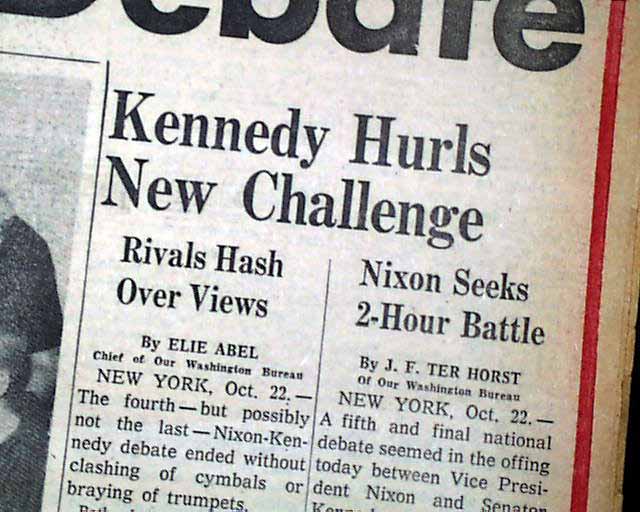 Debate
Kennedy Hurls
New Challenge
Rivals Hash
Over Views
By ELIE ABEL
Chief of Our Washington Bureau
NEW YORK, Oct. 22. —
The fourth — but possibly
not the last — Nixon-Ken-
nedy debate ended without
clashing of cymbals or
braying of trumpets.
Nixon Seeks
2-Hour Battle
By J. F. TER HORST
Of Our Washington Bureau
NEW YORK, Oct. 22. —
A fifth and final national
debate seemed in the offing
today between Vice Presi-
dent Nixon and Senator